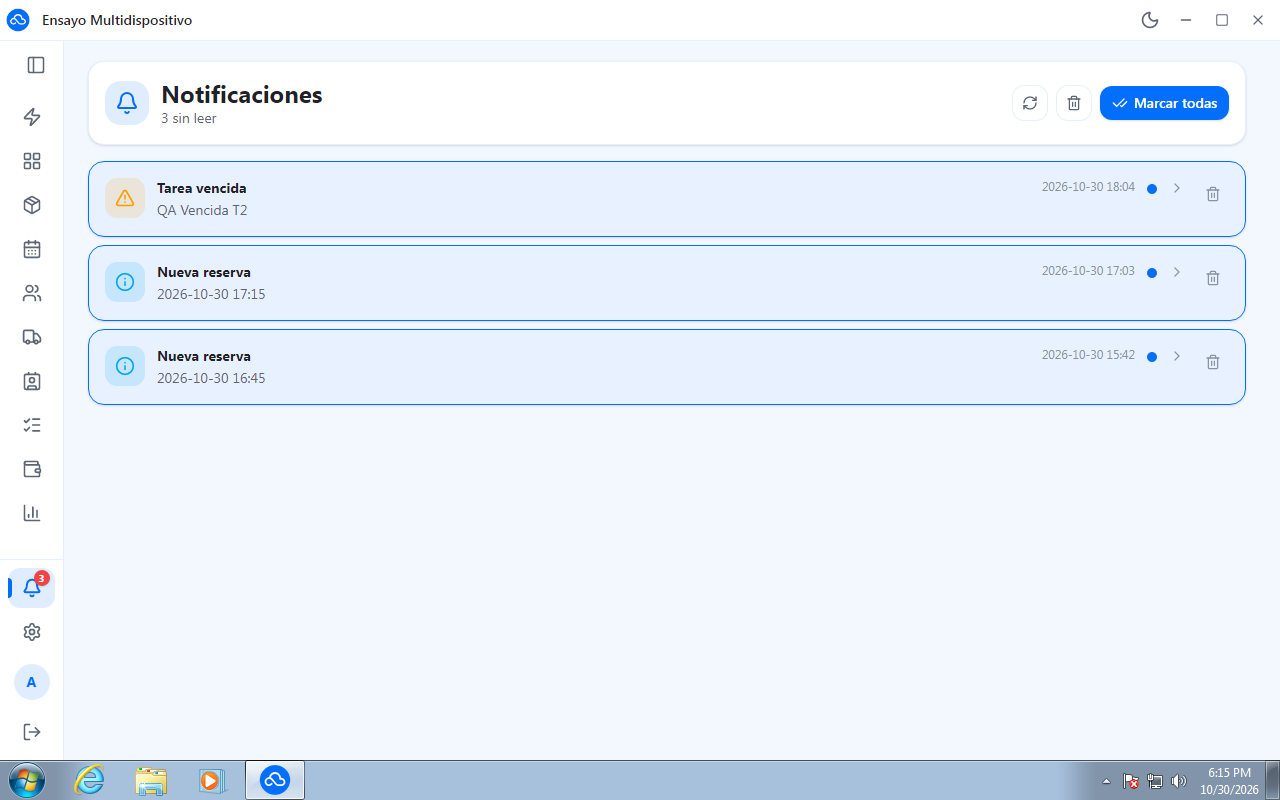 Ensayo Multidispositivo
Notificaciones
3 sin leer
Marcar todas
Tarea vencida
QA Vencida T2
2026-10-30 18:04
Nueva reserva
2026-10-30 17:15
2026-10-30 17:03
Nueva reserva
2026-10-30 16:45
2026-10-30 15:42
3
A
6:15 PM
10/30/2026